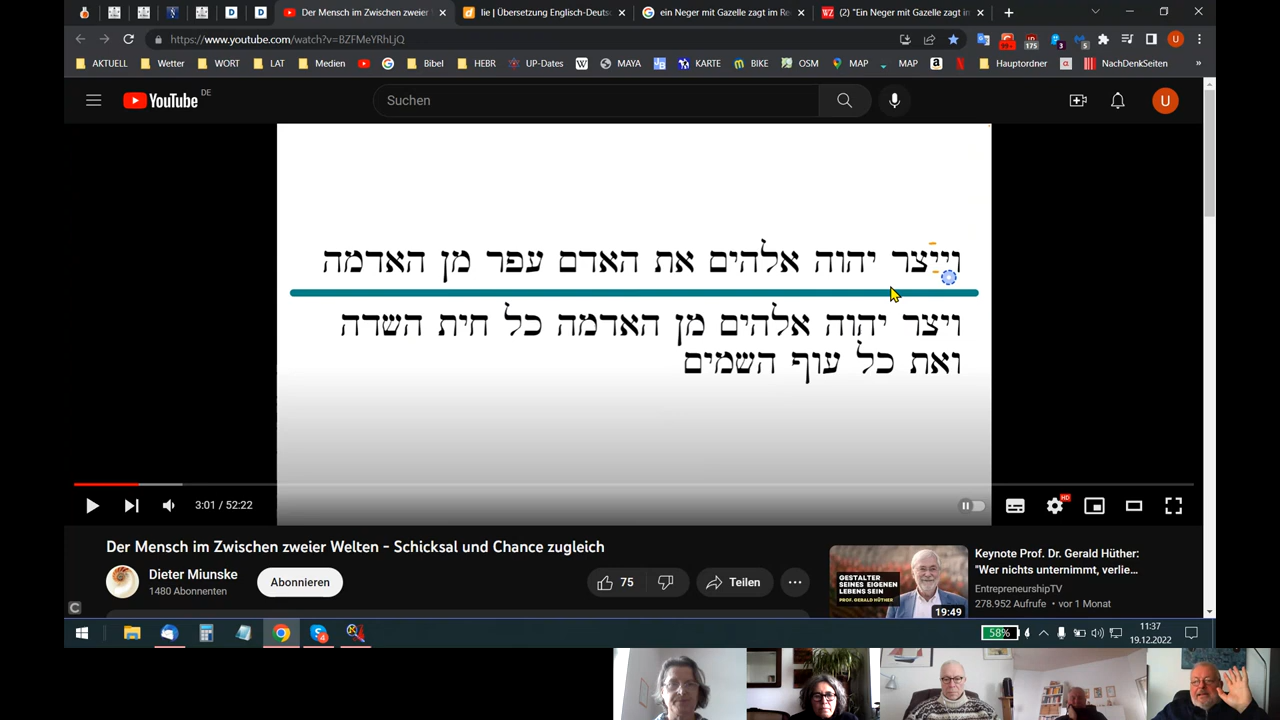 Der Mensch im Zwischen zweier
lie | Übersetzung Englisch-Deuts
ein Neger mit Gazelle zagt im Re
(2) "Ein Neger mit Gazelle zagt im
https://www.youtube.com/watch?v=BZFMeYRhLjQ
AKTUELL Wetter WORT LAT Medien Bibel HEBR UP-Dates MAYA KARTE BIKE OSM MAP MAP Hauptordner NachDenkSeiten »
YouTube DE
Suchen
U
וייצר יהוה אלהים את האדם עפר מן האדמה
ויצר יהוה אלהים מן האדמה כל חית השדה
ואת כל עוף השמים
3:01 / 52:22
HD
Der Mensch im Zwischen zweier Welten - Schicksal und Chance zugleich
Dieter Miunske
1480 Abonnenten
Abonnieren
75
Teilen
GESTALTER
SEINES EIGENEN
LEBENS SEIN
PROF. GERALD HÜTHER
19:49
Keynote Prof. Dr. Gerald Hüther:
"Wer nichts unternimmt, verlie...
EntrepreneurshipTV
278.952 Aufrufe • vor 1 Monat
58%
11:37
19.12.2022